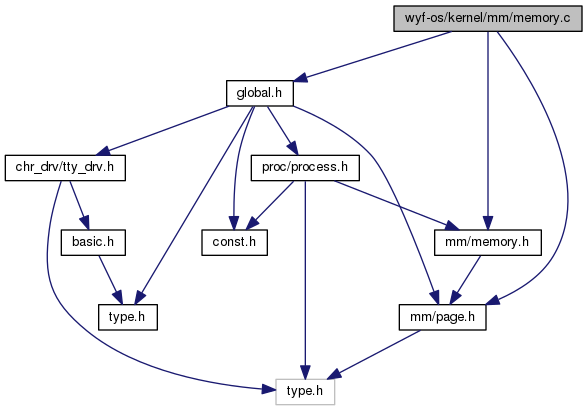 wyf-os/kernel/mm/memory.c
global.h
chr_drv/tty_drv.h
proc/process.h
basic.h
const.h
mm/memory.h
type.h
mm/page.h
type.h